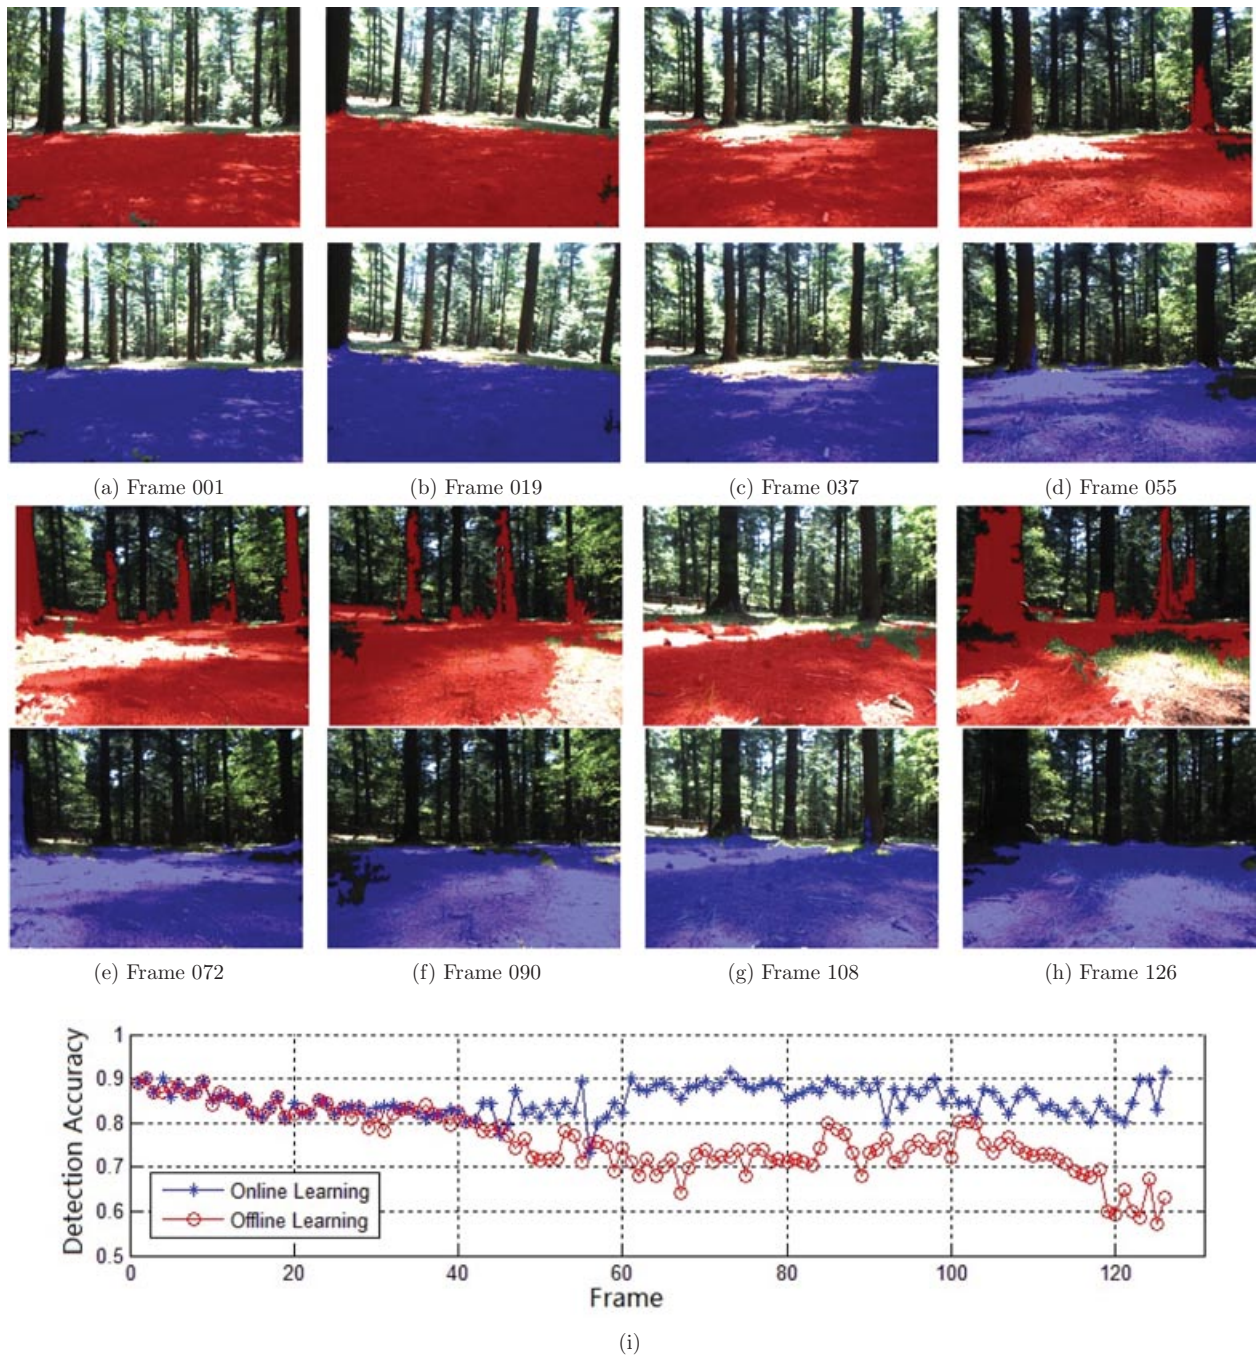 (a) Frame 001
(b) Frame 019
(c) Frame 037
(d) Frame 055
(e) Frame 072
(f) Frame 090
(g) Frame 108
(h) Frame 126
Detection Accuracy
1
0.9
0.8
0.7
0.6
0.5
Online Learning
Offline Learning
0 20 40 60 80 100 120
Frame
(i)